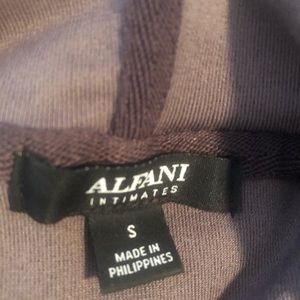 ALFANI
INTIMATES
S
MADE IN
PHILIPPINES